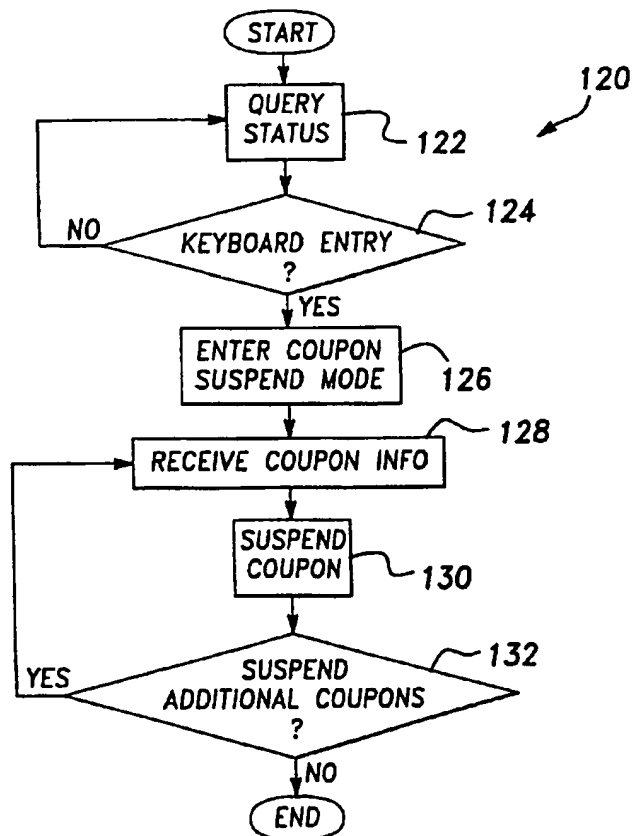 START
120
QUERY
STATUS
122
124
NO
KEYBOARD ENTRY
?
YES
ENTER COUPON
SUSPEND MODE
126
128
RECEIVE COUPON INFO
SUSPEND
COUPON
130
132
YES
SUSPEND
ADDITIONAL COUPONS
?
NO
END